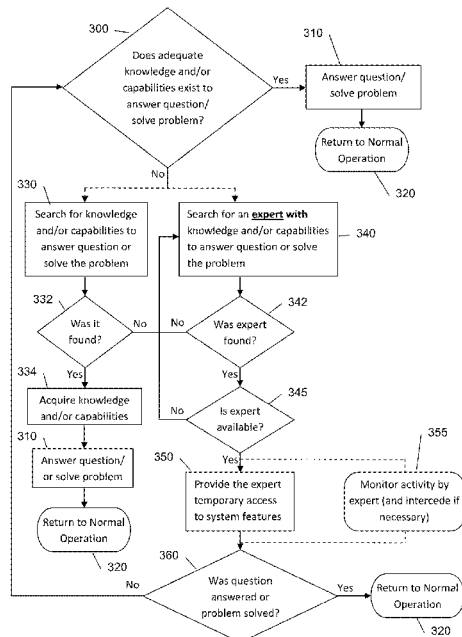 300
Does adequate
knowledge and/or
capabilities exist to
answer question/
solve problem?
Yes
310
Answer question/
solve problem
Return to Normal
Operation
320
No
330
Search for knowledge
and/or capabilities to
answer question or
solve the problem
Search for an expert with
knowledge and/or capabilities
to answer question or solve
the problem
340
332
Was it
found?
No
No
342
Was expert
found?
Yes
Yes
334
Acquire knowledge
and/or capabilities
345
No
Is expert
available?
310
Answer question/
or solve problem
Yes
350
Provide the expert
temporary access
to system features
355
Monitor activity by
expert (and intercede if
necessary)
Return to Normal
Operation
320
360
No
Was question
answered or
problem solved?
Yes
Return to Normal
Operation
320